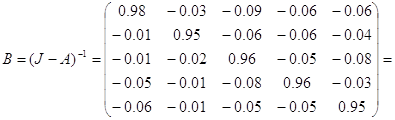 0.98 − 0.03 − 0.09 − 0.06 − 0.06
− 0.01 0.95 − 0.06 − 0.06 − 0.04
B = (J − A)⁻¹ = − 0.01 − 0.02 0.96 − 0.05 − 0.08 =
− 0.05 − 0.01 − 0.08 0.96 − 0.03
− 0.06 − 0.01 − 0.05 − 0.05 0.95